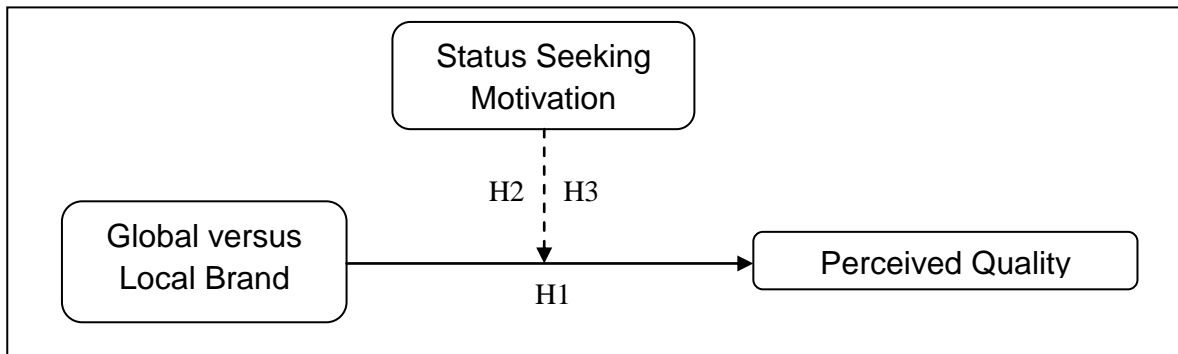 Status Seeking
Motivation
H2 H3
Global versus
Local Brand
Perceived Quality
H1